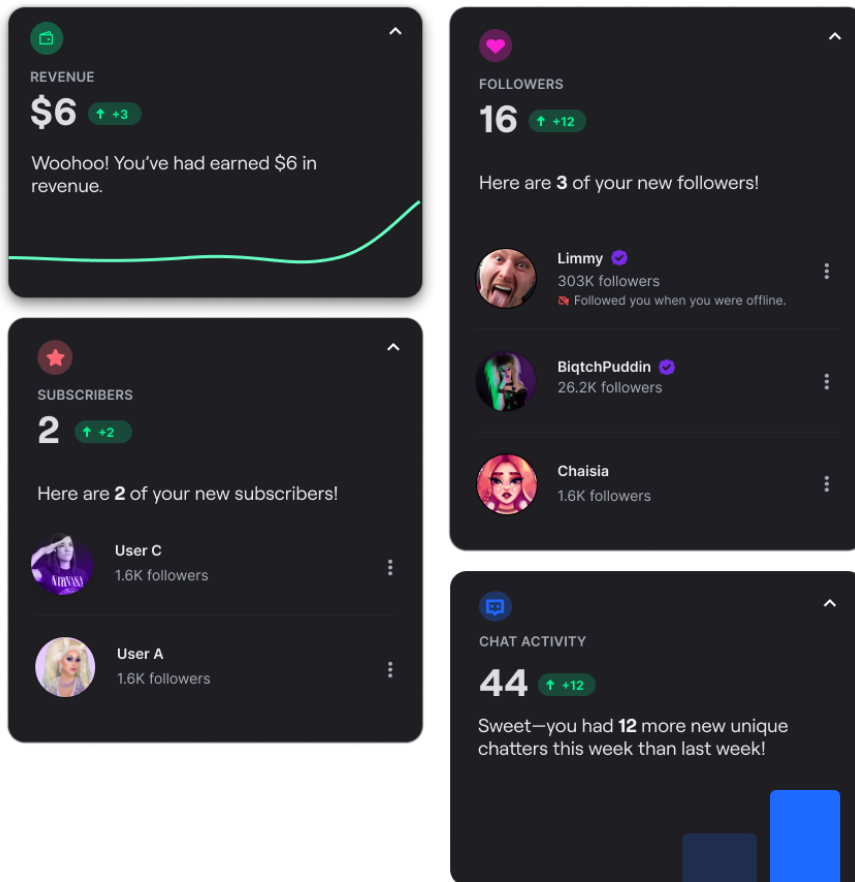 REVENUE
$6
+3
Woohoo! You’ve had earned $6 in
revenue.
SUBSCRIBERS
2
+2
Here are 2 of your new subscribers!
NIRVANA
User C
1.6K followers
User A
1.6K followers
FOLLOWERS
16
+12
Here are 3 of your new followers!
Limmy
303K followers
Followed you when you were offline.
BiqtchPuddin
26.2K followers
Chaisia
1.6K followers
CHAT ACTIVITY
44
+12
Sweet—you had 12 more new unique
chatters this week than last week!